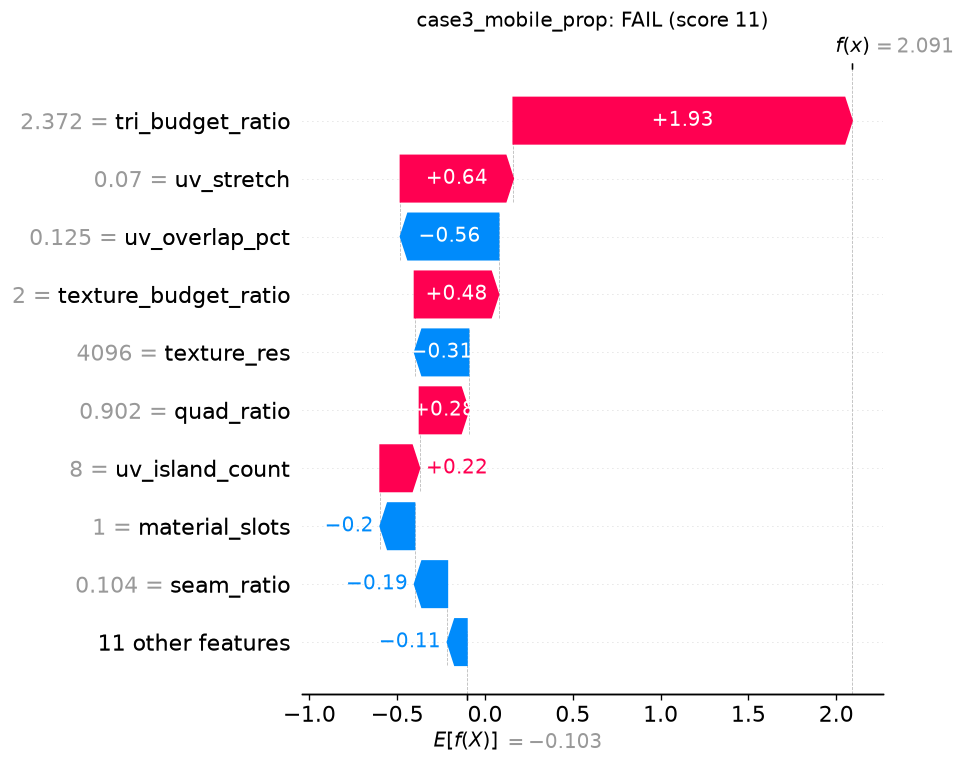 case3_mobile_prop: FAIL (score 11)
f(x) = 2.091
2.372 = tri_budget_ratio
+1.93
0.07 = uv_stretch
+0.64
0.125 = uv_overlap_pct
−0.56
2 = texture_budget_ratio
+0.48
4096 = texture_res
−0.31
0.902 = quad_ratio
+0.28
8 = uv_island_count
+0.22
1 = material_slots
−0.2
0.104 = seam_ratio
−0.19
11 other features
−0.11
−1.0 −0.5 0.0 0.5 1.0 1.5 2.0
E[f(X)] = −0.103